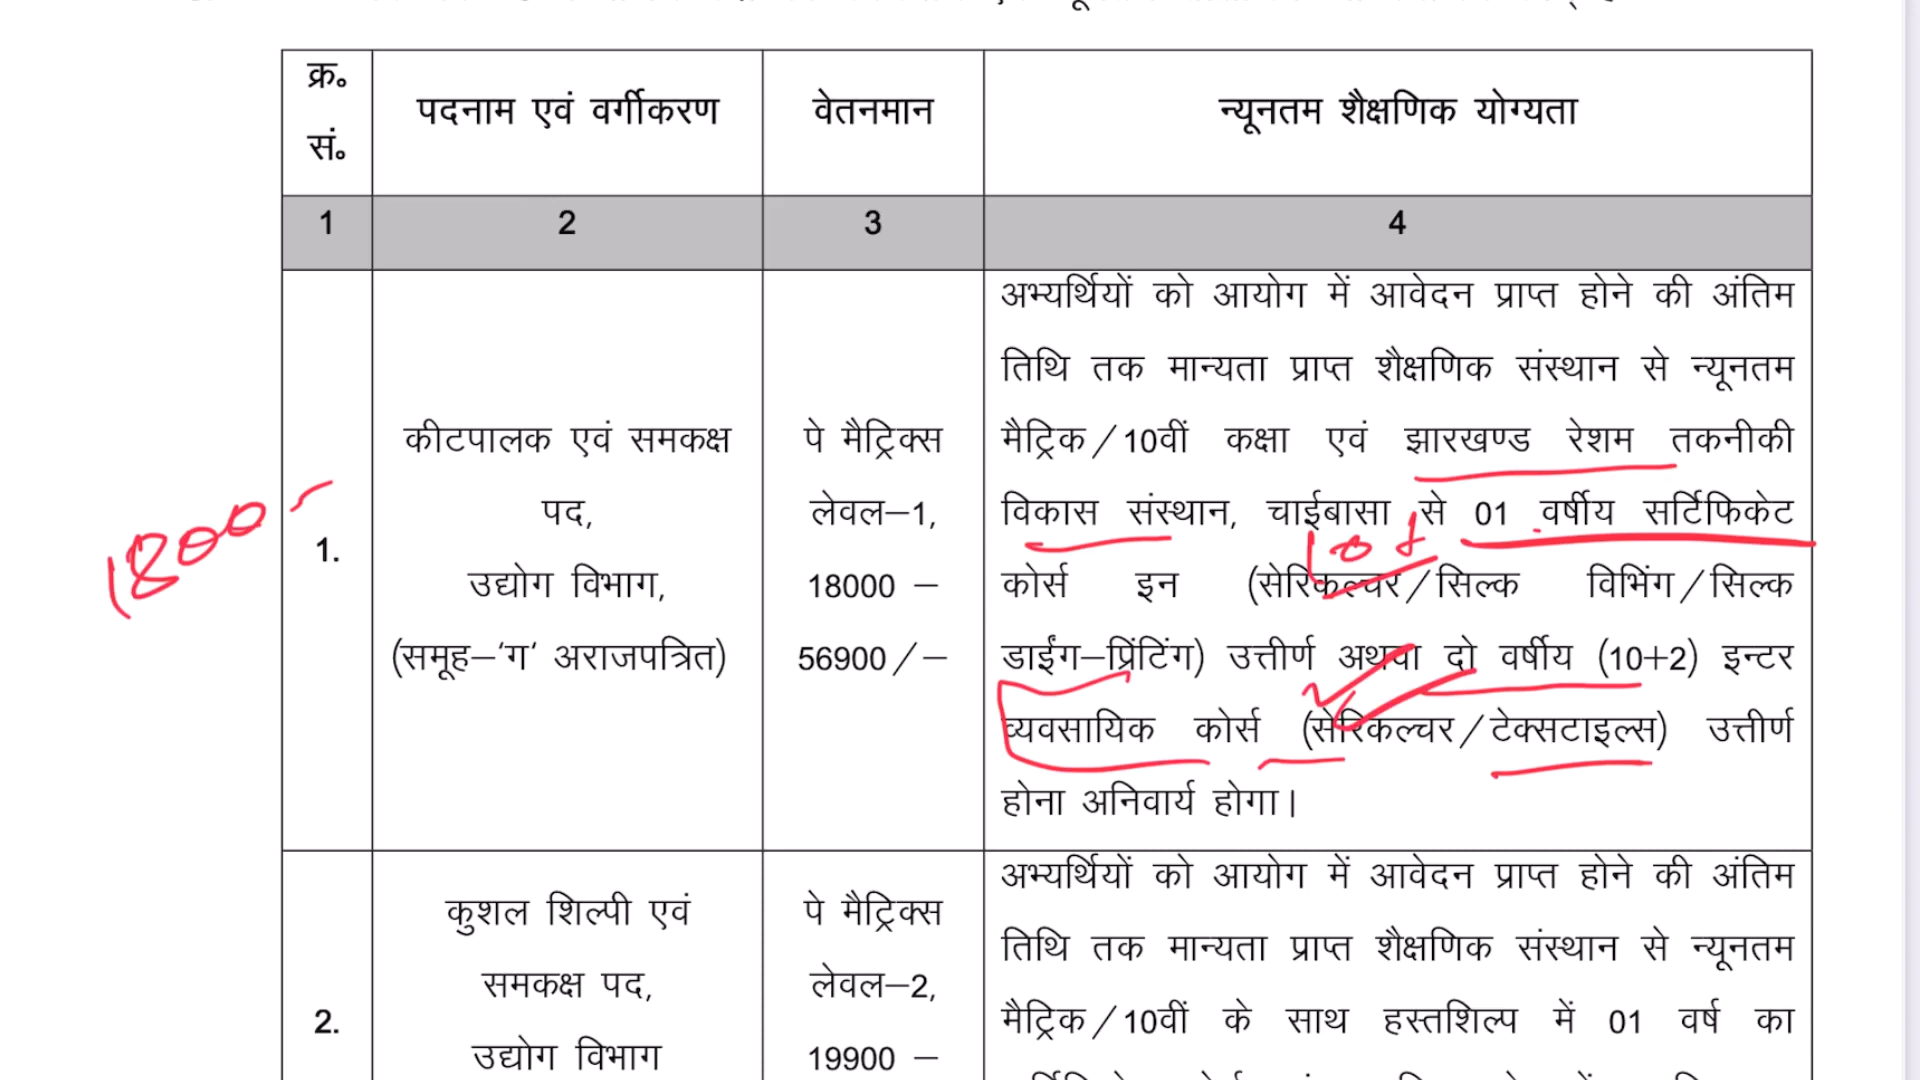 क्र॰
सं॰
पदनाम एवं वर्गीकरण
वेतनमान
न्यूनतम शैक्षणिक योग्यता
1
2
3
4
1.
कीटपालक एवं समकक्ष
पद,
उद्योग विभाग,
(समूह–‘ग‘ अराजपत्रित)
पे मैट्रिक्स
लेवल–1,
18000 –
56900/–
अभ्यर्थियों को आयोग में आवेदन प्राप्त होने की अंतिम
तिथि तक मान्यता प्राप्त शैक्षणिक संस्थान से न्यूनतम
मैट्रिक/10वीं कक्षा एवं झारखण्ड रेशम तकनीकी
विकास संस्थान, चाईबासा से 01 वर्षीय सर्टिफिकेट
कोर्स इन (सेरिकल्चर/सिल्क विभिंग/सिल्क
डाईंग–प्रिंटिंग) उत्तीर्ण अथवा दो वर्षीय (10+2) इन्टर
व्यवसायिक कोर्स (सेरिकल्चर/टेक्सटाइल्स) उत्तीर्ण
होना अनिवार्य होगा।
1800-
2.
कुशल शिल्पी एवं
समकक्ष पद,
उद्योग विभाग
पे मैट्रिक्स
लेवल–2,
19900 –
अभ्यर्थियों को आयोग में आवेदन प्राप्त होने की अंतिम
तिथि तक मान्यता प्राप्त शैक्षणिक संस्थान से न्यूनतम
मैट्रिक/10वीं के साथ हस्तशिल्प में 01 वर्ष का